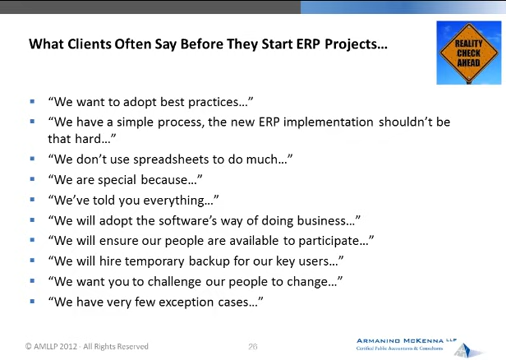 What Clients Often Say Before They Start ERP Projects…
REALITY
CHECK
AHEAD
“We want to adopt best practices…”
“We have a simple process, the new ERP implementation shouldn’t be
that hard…”
“We don’t use spreadsheets to do much…”
“We are special because…”
“We’ve told you everything…”
“We will adopt the software’s way of doing business…”
“We will ensure our people are available to participate…”
“We will hire temporary backup for our key users…”
“We want you to challenge our people to change…”
“We have very few exception cases…”
© AMLLP 2012 - All Rights Reserved
26
ARMANINO MCKENNA LLP
Certified Public Accountants & Consultants